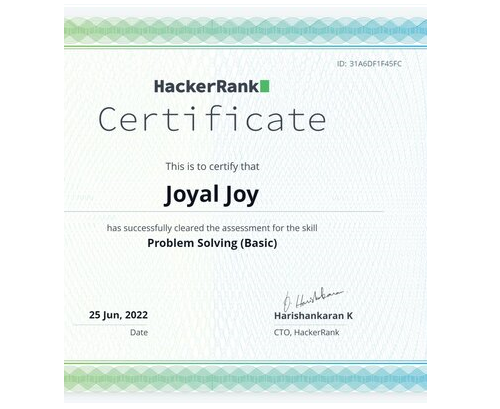 ID: 31A6DF1F45FC
HackerRank
Certificate
This is to certify that
Joyal Joy
has successfully cleared the assessment for the skill
Problem Solving (Basic)
25 Jun, 2022
Date
Harishankaran K
CTO, HackerRank